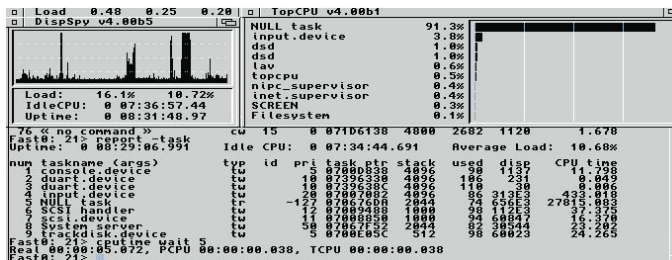 Load 0.48 0.25 0.20
TopCPU v4.00b1
DispSpy v4.00b5
NULL task 91.3%
input.device 3.8%
dsd 1.0%
dsd 1.0%
lav 0.6%
topcpu 0.5%
nipc_supervisor 0.4%
inet.supervisor 0.4%
SCREEN 0.3%
Filesystem 0.1%
Load: 16.1% 10.72%
IdleCPU: 0 07:36:57.44
Uptime: 0 08:31:48.97
76 « no command » cw 15 0 071D6138 4800 2682 1120 1.678
Fast0: 21> report -task
Uptime: 0 08:29:06.991 Idle CPU: 0 07:34:44.691 Average Load: 10.68%
num taskname (args) typ id pri task ptr stack used disp CPU time
1 console.device tw 5 0700D838 4096 90 1137 11.798
2 duart.device tw 10 07396330 4096 106 231 0.049
3 duart.device tw 10 0739638C 4096 110 30 0.006
4 input.device tw 20 07007082 4096 86 313E3 433.018
5 NULL task tr -127 070676DA 2044 74 656E3 27815.083
6 SCSI handler tw 12 07009488 1000 98 112E3 37.375
7 scsi.device tw 11 07008850 1000 94 60847 16.370
8 System server tw 50 07067F52 2044 82 30544 23.202
9 trackdisk.device tw 5 0700E05C 512 98 60023 24.265
Fast0: 21> cputime wait 5
Real 00:00:05.072, PCPU 00:00:00.038, TCPU 00:00:00.038
Fast0: 21>